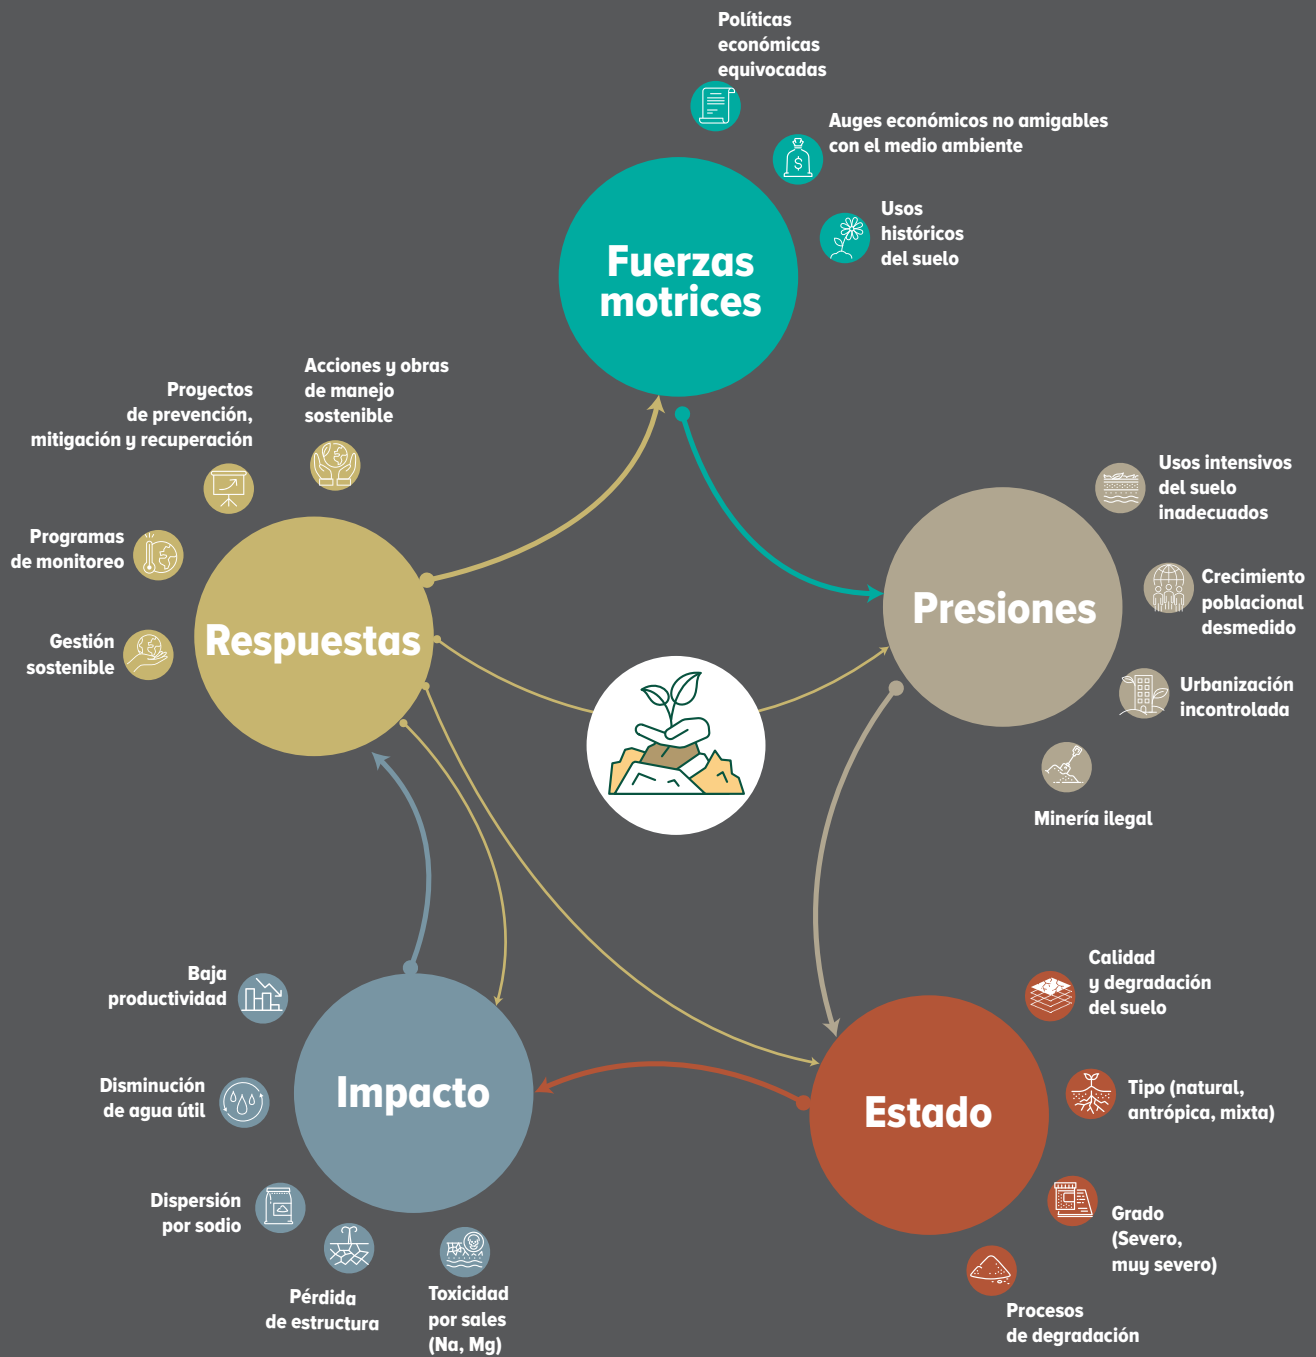 Políticas
económicas
equivocadas
Auges económicos no amigables
con el medio ambiente
Usos
históricos
del suelo
Fuerzas
motrices
Acciones y obras
de manejo
sostenible
Proyectos
de prevención,
mitigación y recuperación
Programas
de monitoreo
Gestión
sostenible
Respuestas
Usos intensivos
del suelo
inadecuados
Crecimiento
poblacional
desmedido
Urbanización
incontrolada
Minería ilegal
Presiones
Baja
productividad
Disminución
de agua útil
Dispersión
por sodio
Pérdida
de estructura
Toxicidad
por sales
(Na, Mg)
Impacto
Calidad
y degradación
del suelo
Tipo (natural,
antrópica, mixta)
Grado
(Severo,
muy severo)
Procesos
de degradación
Estado